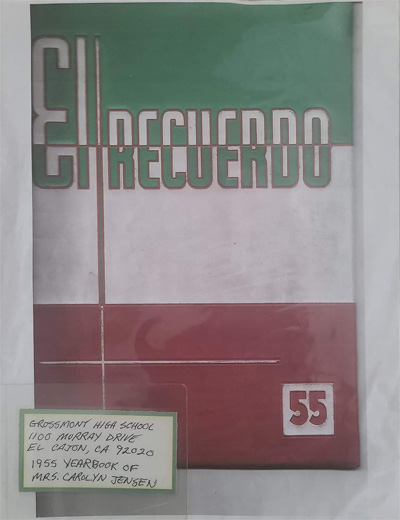 El RECUERDO
55
GROSSMONT HIGH SCHOOL
1100 MURRAY DRIVE
EL CAJON, CA 92020
1955 YEARBOOK OF
MRS. CAROLYN JENSEN